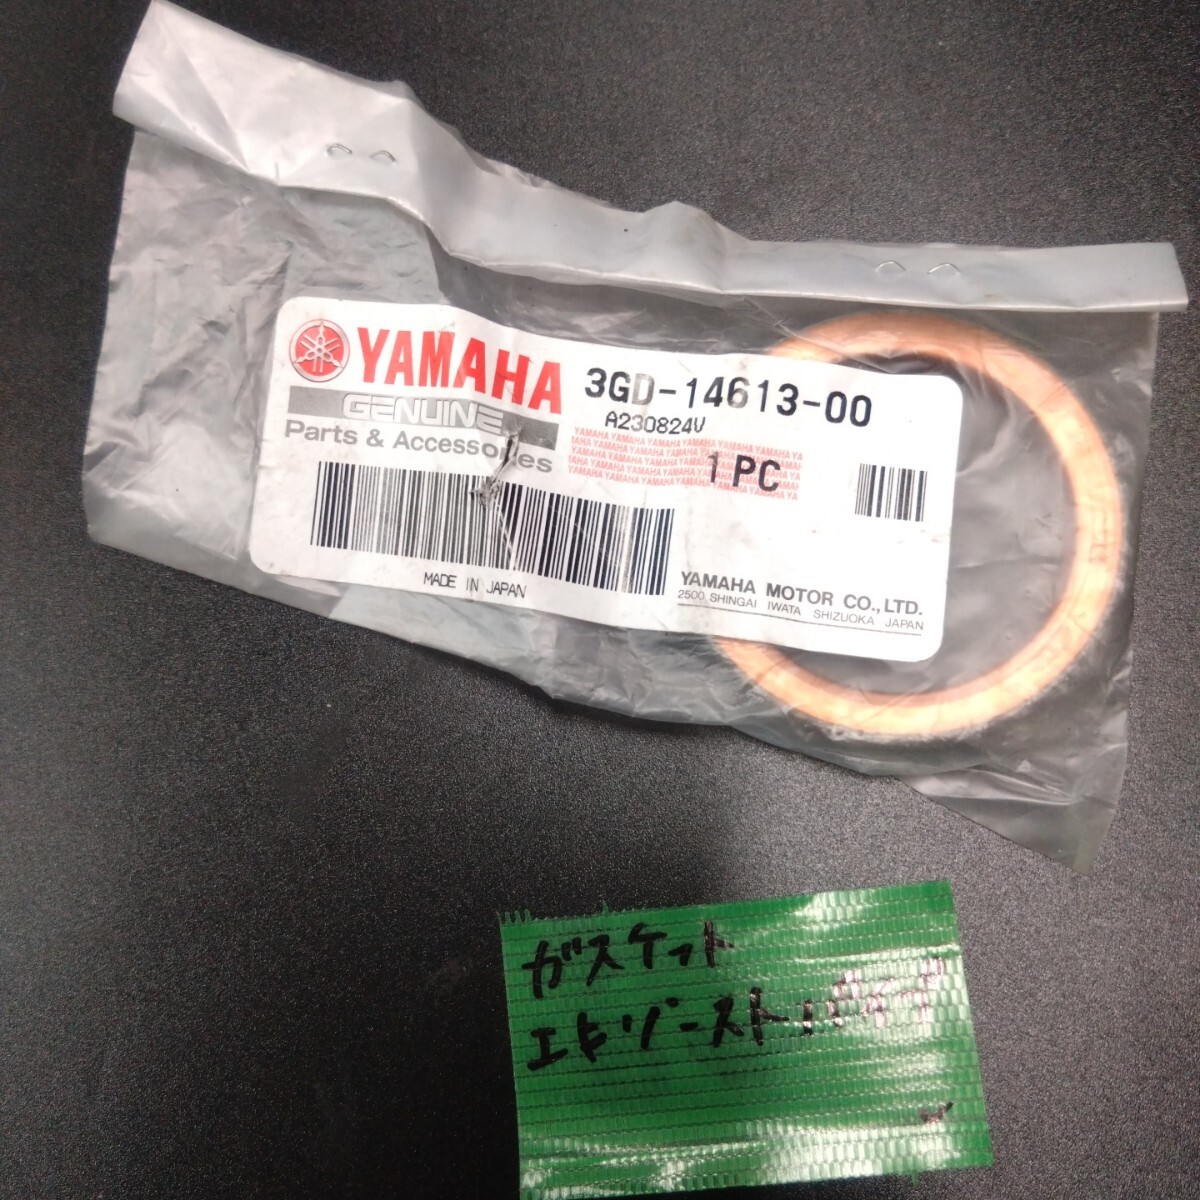 YAMAHA
GENUINE
Parts & Accessories
3GD-14613-00
A230824V
1 PC
MADE IN JAPAN
YAMAHA MOTOR CO.,LTD.
2500 SHINGAI IWATA SHIZUOKA JAPAN
ガスケット
エキゾーストパイプ